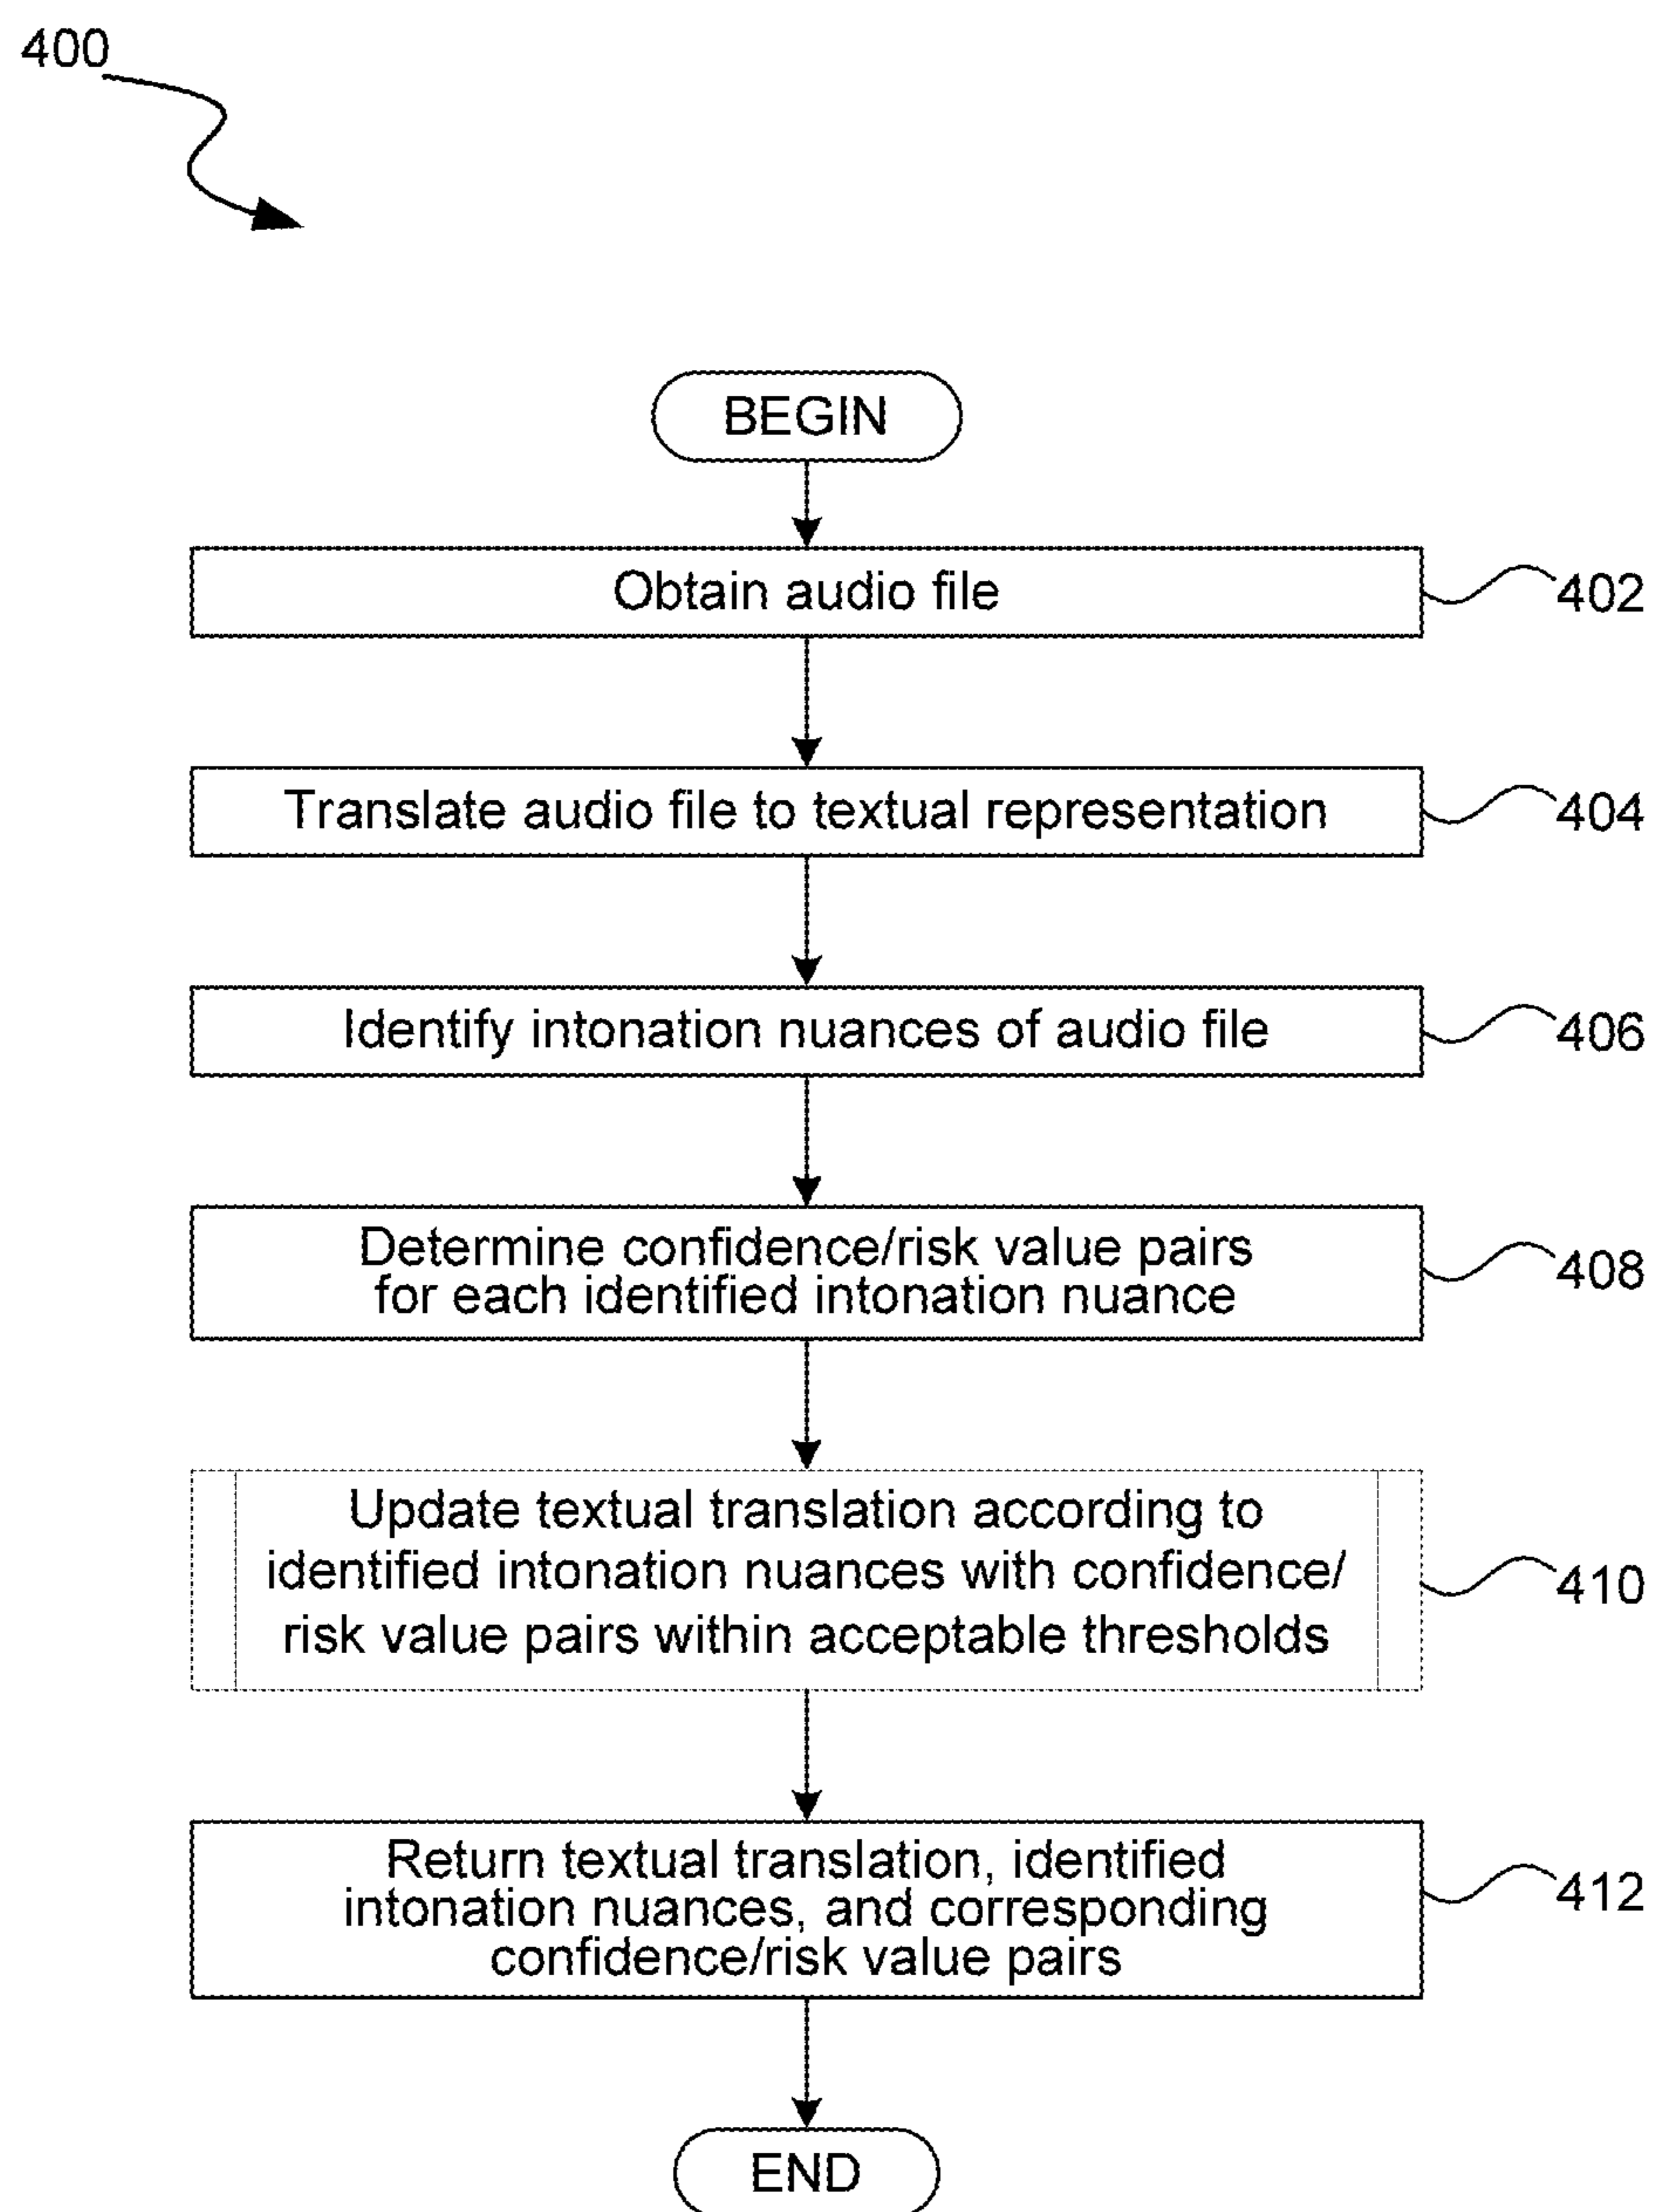 400
BEGIN
Obtain audio file
402
Translate audio file to textual representation
404
Identify intonation nuances of audio file
406
Determine confidence/risk value pairs
for each identified intonation nuance
408
Update textual translation according to
identified intonation nuances with confidence/
risk value pairs within acceptable thresholds
410
Return textual translation, identified
intonation nuances, and corresponding
confidence/risk value pairs
412
END